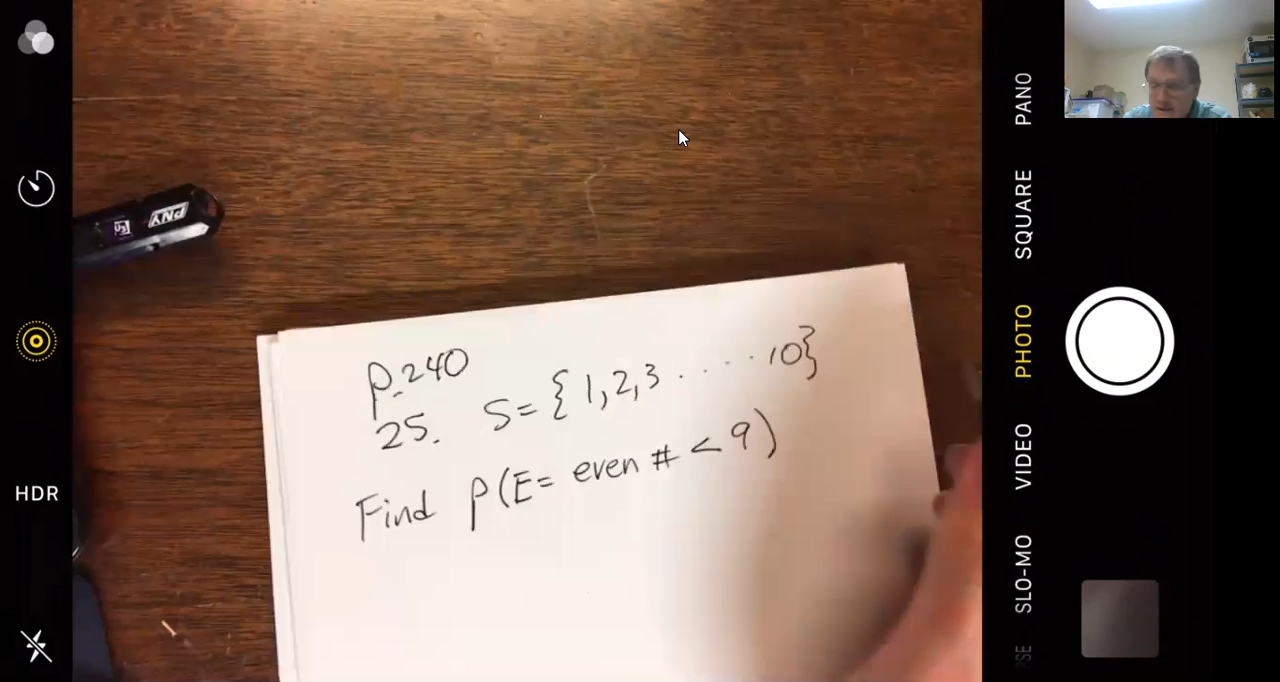 p.240
25. S={1,2,3.....10}
Find P(E= even # < 9)
PNY
HDR
PANO
SQUARE
PHOTO
VIDEO
SLO-MO